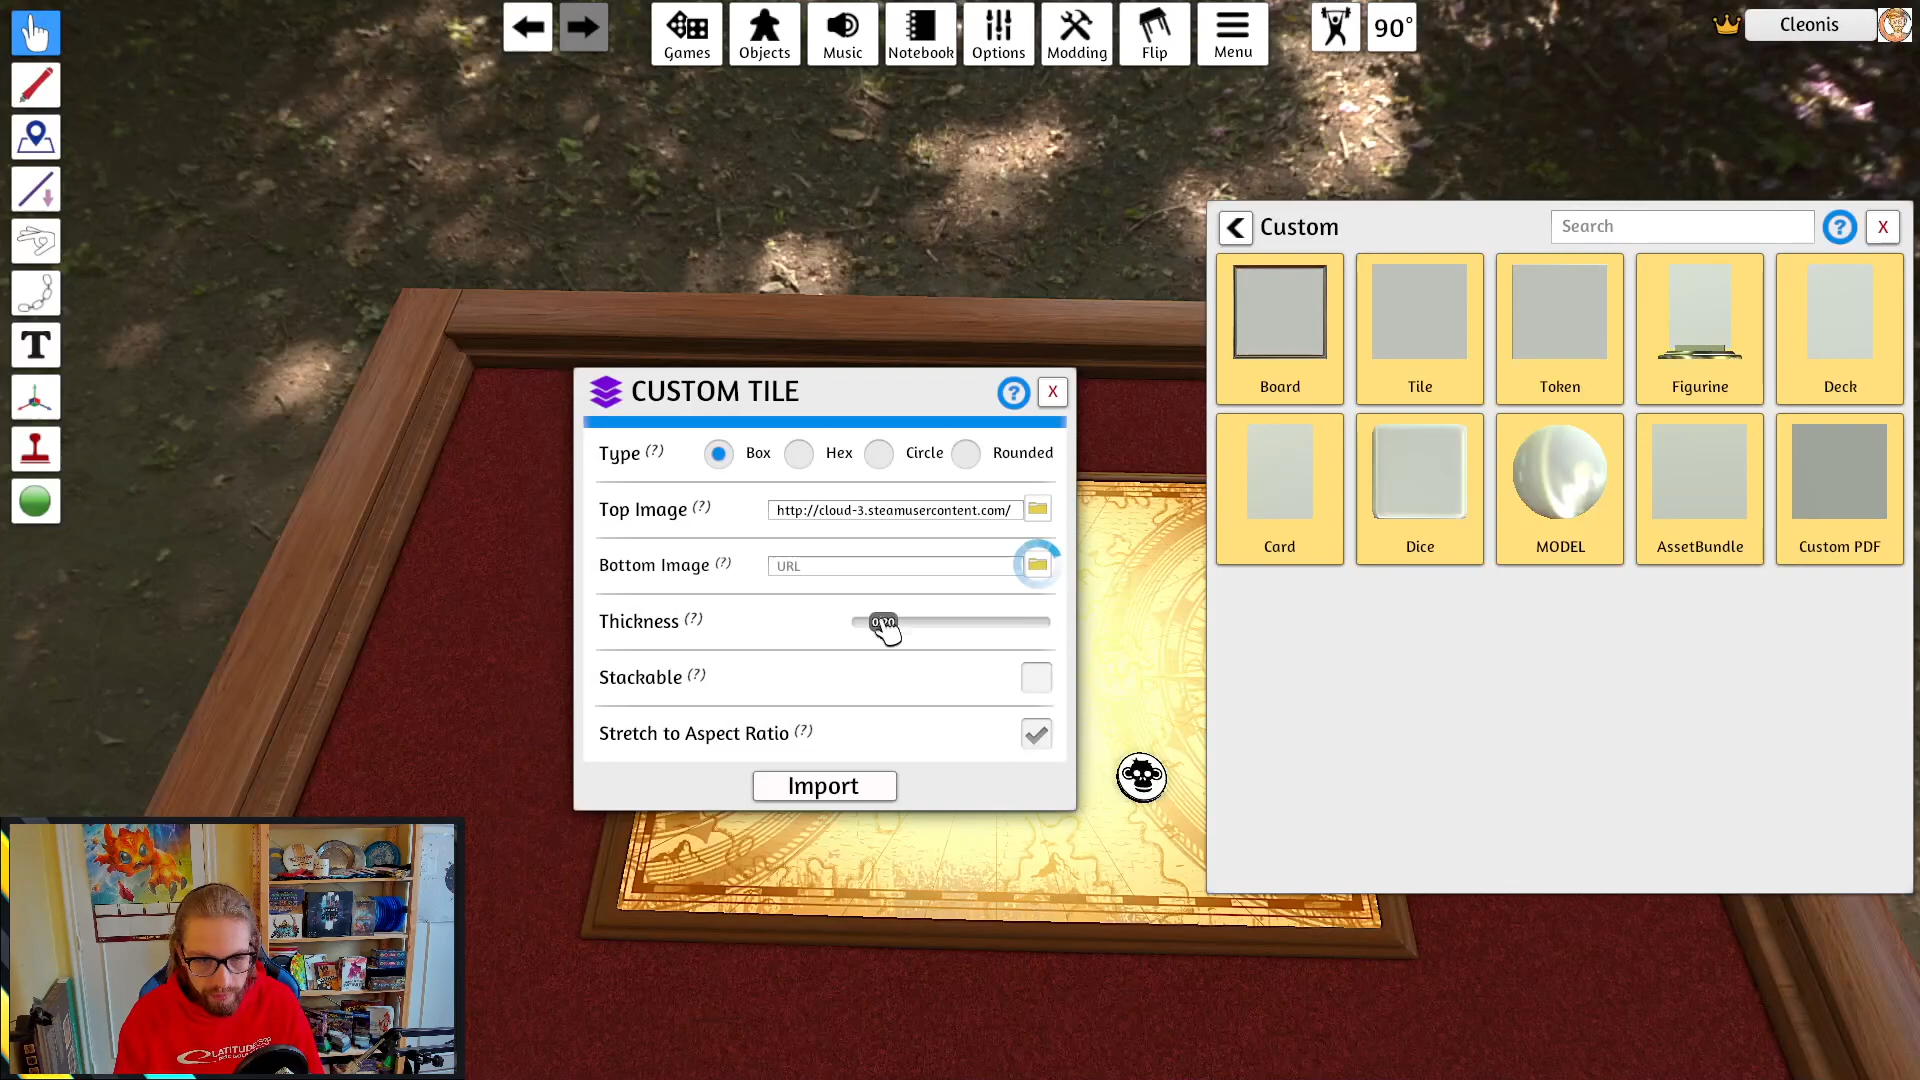 Games
Objects
Music
Notebook
Options
Modding
Flip
Menu
90°
Cleonis
Custom
Search
?
X
Board
Tile
Token
Figurine
Deck
Card
Dice
MODEL
AssetBundle
Custom PDF
CUSTOM TILE
?
X
Type (?)
Box
Hex
Circle
Rounded
Top Image (?)
http://cloud-3.steamusercontent.com/
Bottom Image (?)
URL
Thickness (?)
Stackable (?)
Stretch to Aspect Ratio (?)
Import
T
LATITUDE